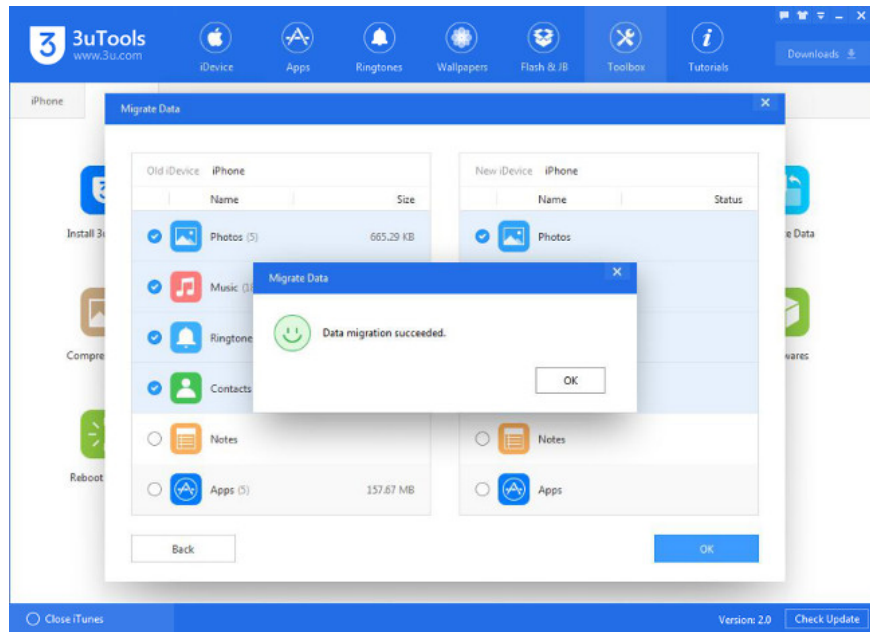 3uTools
www.3u.com
iDevice
Apps
Ringtones
Wallpapers
Flash & JB
Toolbox
Tutorials
Downloads
iPhone
Migrate Data
Old iDevice iPhone
Name Size
Photos (5) 665.29 KB
Music
Ringtone
Contacts
Notes
Apps (5) 157.67 MB
New iDevice iPhone
Name Status
Photos
Notes
Apps
Migrate Data
Data migration succeeded.
OK
Back
OK
Install
Compre
Reboot
e Data
wares
Close iTunes
Version: 2.0
Check Update